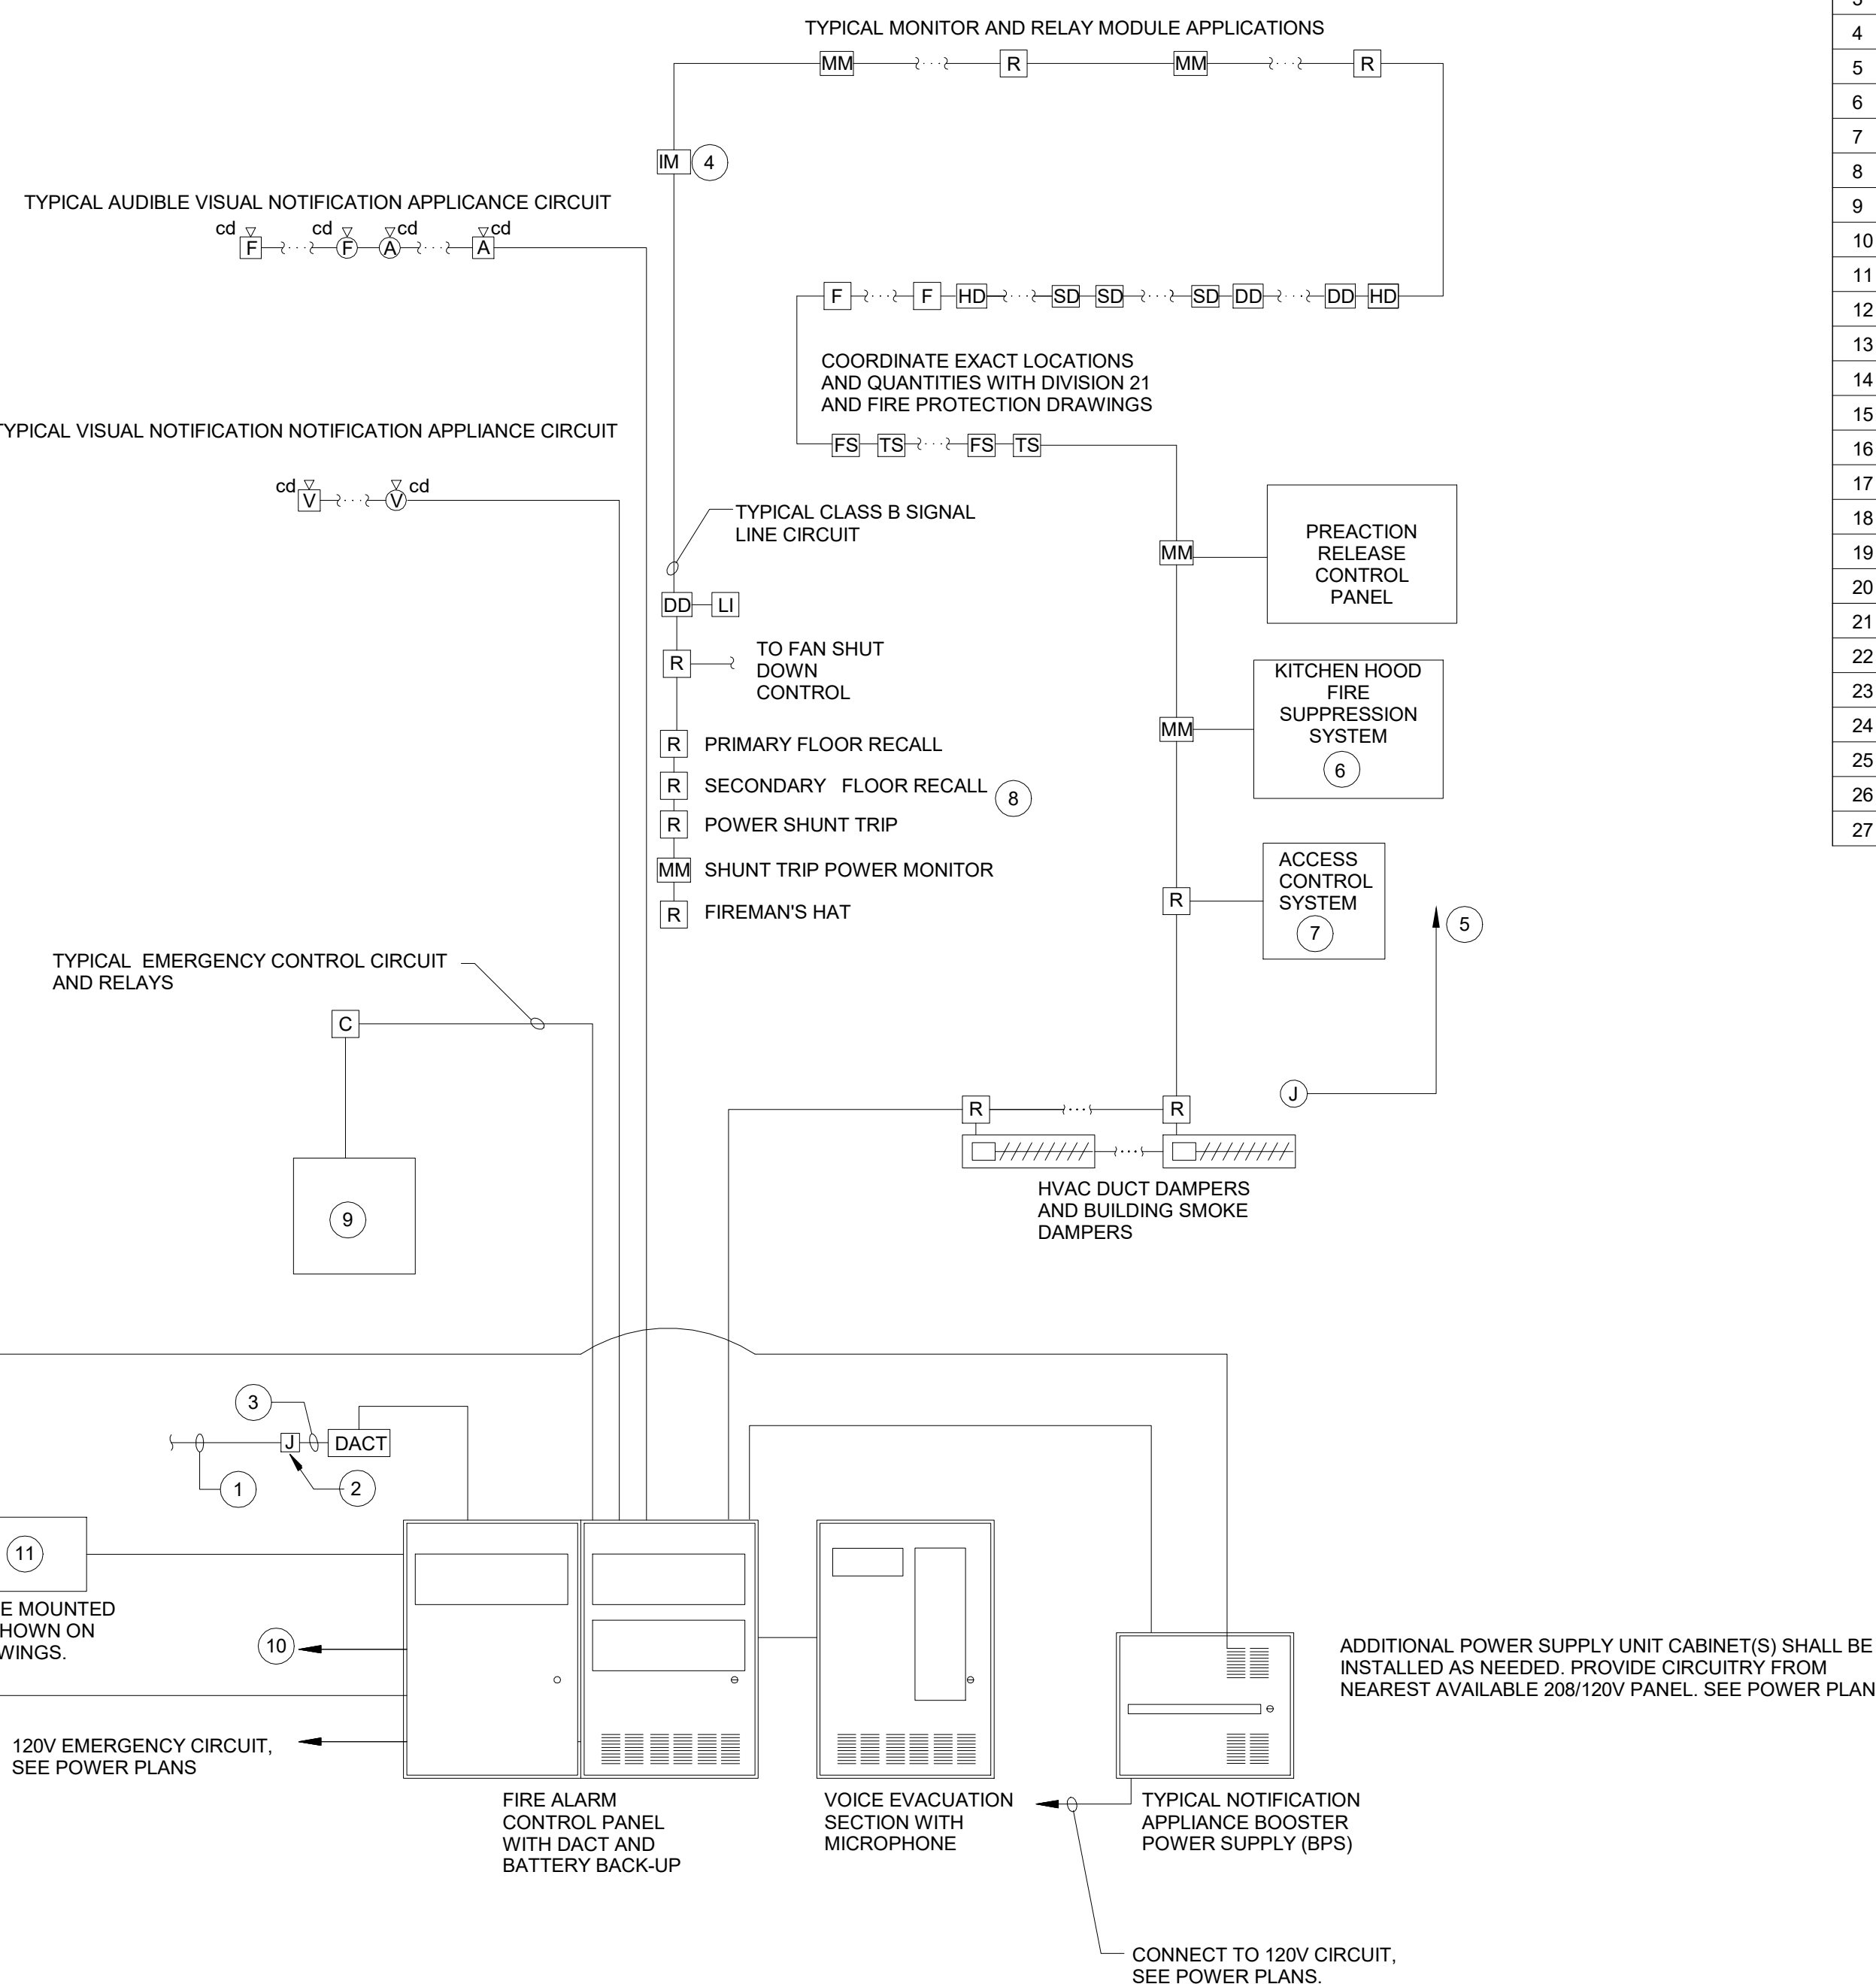 TYPICAL MONITOR AND RELAY MODULE APPLICATIONS
MM R MM R
IM 4
TYPICAL AUDIBLE VISUAL NOTIFICATION APPLICANCE CIRCUIT
cd cd cd cd
F F A A
F F HD SD SD SD DD DD HD
COORDINATE EXACT LOCATIONS
AND QUANTITIES WITH DIVISION 21
AND FIRE PROTECTION DRAWINGS
TYPICAL VISUAL NOTIFICATION NOTIFICATION APPLIANCE CIRCUIT
FS TS FS TS
cd cd
V V
TYPICAL CLASS B SIGNAL
LINE CIRCUIT
MM
PREACTION
RELEASE
CONTROL
PANEL
DD LI
R
TO FAN SHUT
DOWN
CONTROL
MM
KITCHEN HOOD
FIRE
SUPPRESSION
SYSTEM
6
R PRIMARY FLOOR RECALL
R SECONDARY FLOOR RECALL 8
R POWER SHUNT TRIP
MM SHUNT TRIP POWER MONITOR
R FIREMAN'S HAT
R
ACCESS
CONTROL
SYSTEM
7
5
TYPICAL EMERGENCY CONTROL CIRCUIT
AND RELAYS
C
9
J
R R
HVAC DUCT DAMPERS
AND BUILDING SMOKE
DAMPERS
3
J DACT
1 2
11
E MOUNTED
HOWN ON
WINGS.
10
120V EMERGENCY CIRCUIT,
SEE POWER PLANS
FIRE ALARM
CONTROL PANEL
WITH DACT AND
BATTERY BACK-UP
VOICE EVACUATION
SECTION WITH
MICROPHONE
TYPICAL NOTIFICATION
APPLIANCE BOOSTER
POWER SUPPLY (BPS)
ADDITIONAL POWER SUPPLY UNIT CABINET(S) SHALL BE
INSTALLED AS NEEDED. PROVIDE CIRCUITRY FROM
NEAREST AVAILABLE 208/120V PANEL. SEE POWER PLAN
CONNECT TO 120V CIRCUIT,
SEE POWER PLANS.
4
5
6
7
8
9
10
11
12
13
14
15
16
17
18
19
20
21
22
23
24
25
26
27